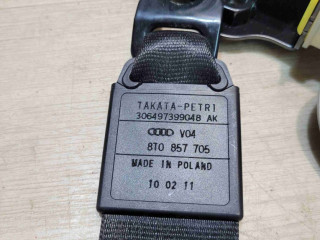 TAKATA-PETRI
306497399048 AK
V04
8T0 857 705
MADE IN POLAND
10 02 11